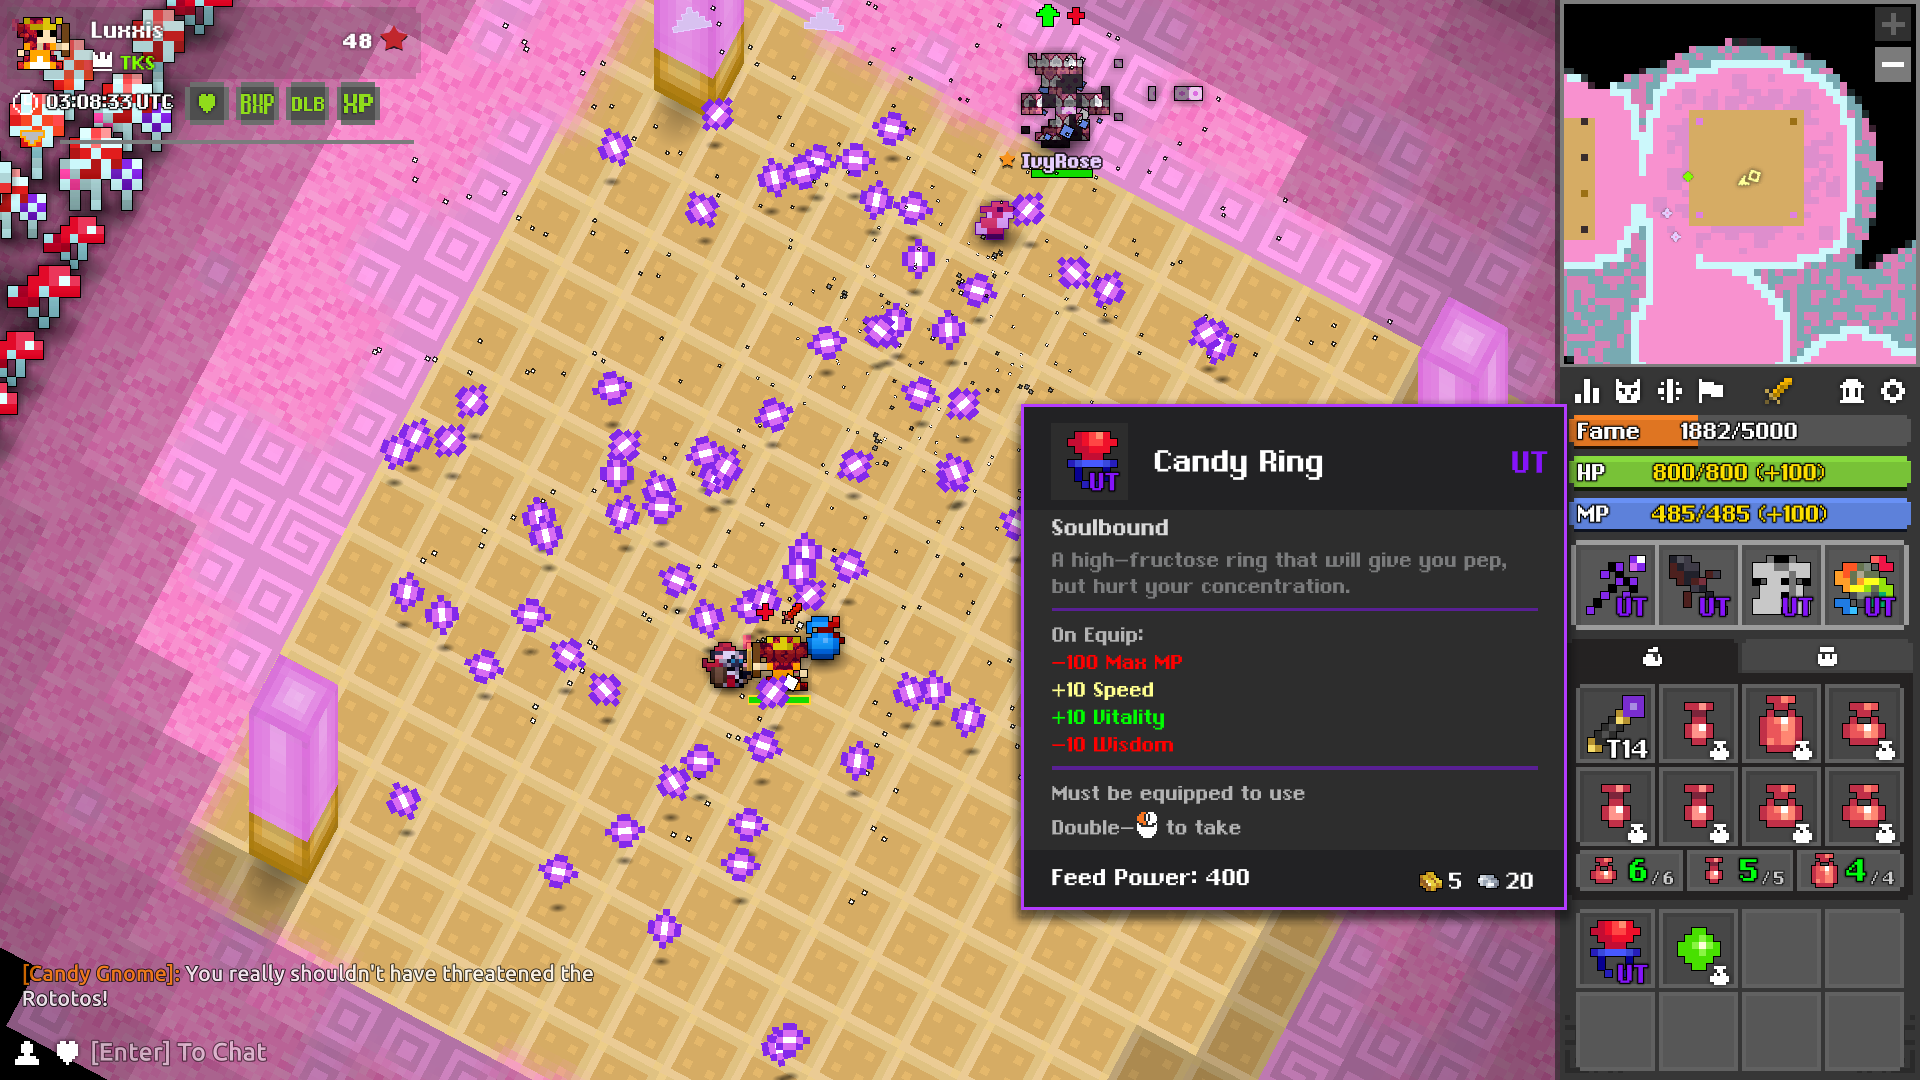 Luxxis
48
TKS
03:08:33 UTC
BXP
DLB
XP
IvyRose
Candy Ring
UT
UT
Soulbound
A high-fructose ring that will give you pep,
but hurt your concentration.
On Equip:
-100 Max MP
+10 Speed
+10 Vitality
-10 Wisdom
Must be equipped to use
Double- to take
Feed Power: 400
5
20
Fame 1882/5000
HP 800/800 (+100)
MP 485/485 (+100)
UT UT UT UT
T14
6/6 5/5 4/4
UT
[Candy Gnome]: You really shouldn't have threatened the
Rototos!
[Enter] To Chat